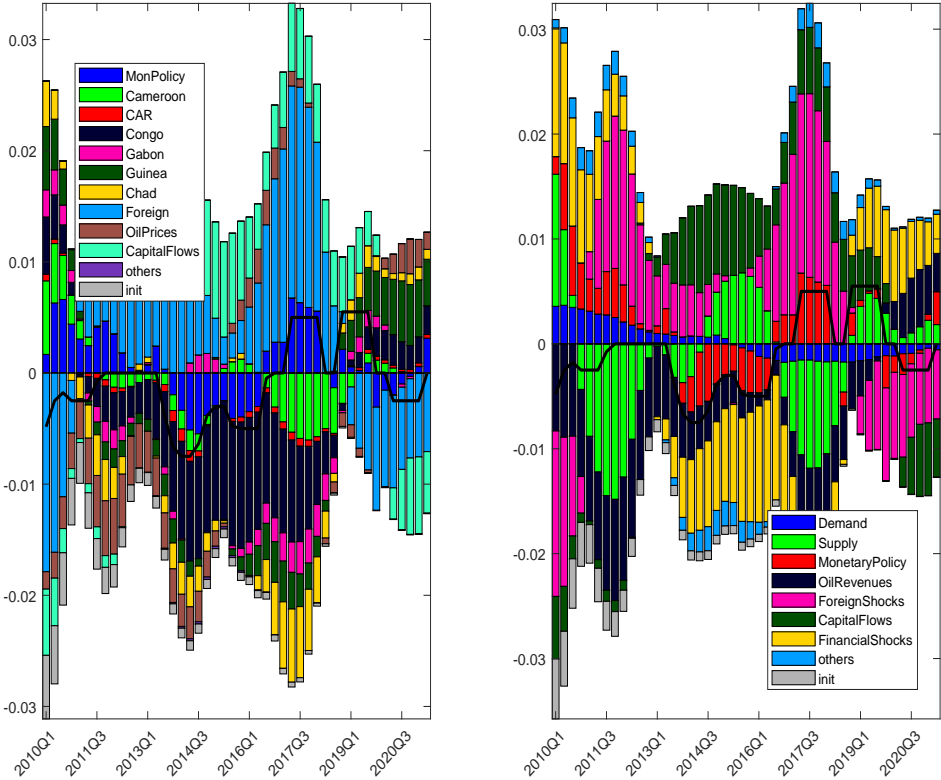 0.03
0.02
0.01
0
-0.01
-0.02
-0.03
MonPolicy
Cameroon
CAR
Congo
Gabon
Guinea
Chad
Foreign
OilPrices
CapitalFlows
others
init
2010Q1
2011Q3
2013Q1
2014Q3
2016Q1
2017Q3
2019Q1
2020Q3
0.03
0.02
0.01
0
-0.01
-0.02
-0.03
Demand
Supply
MonetaryPolicy
OilRevenues
ForeignShocks
CapitalFlows
FinancialShocks
others
init
2010Q1
2011Q3
2013Q1
2014Q3
2016Q1
2017Q3
2019Q1
2020Q3